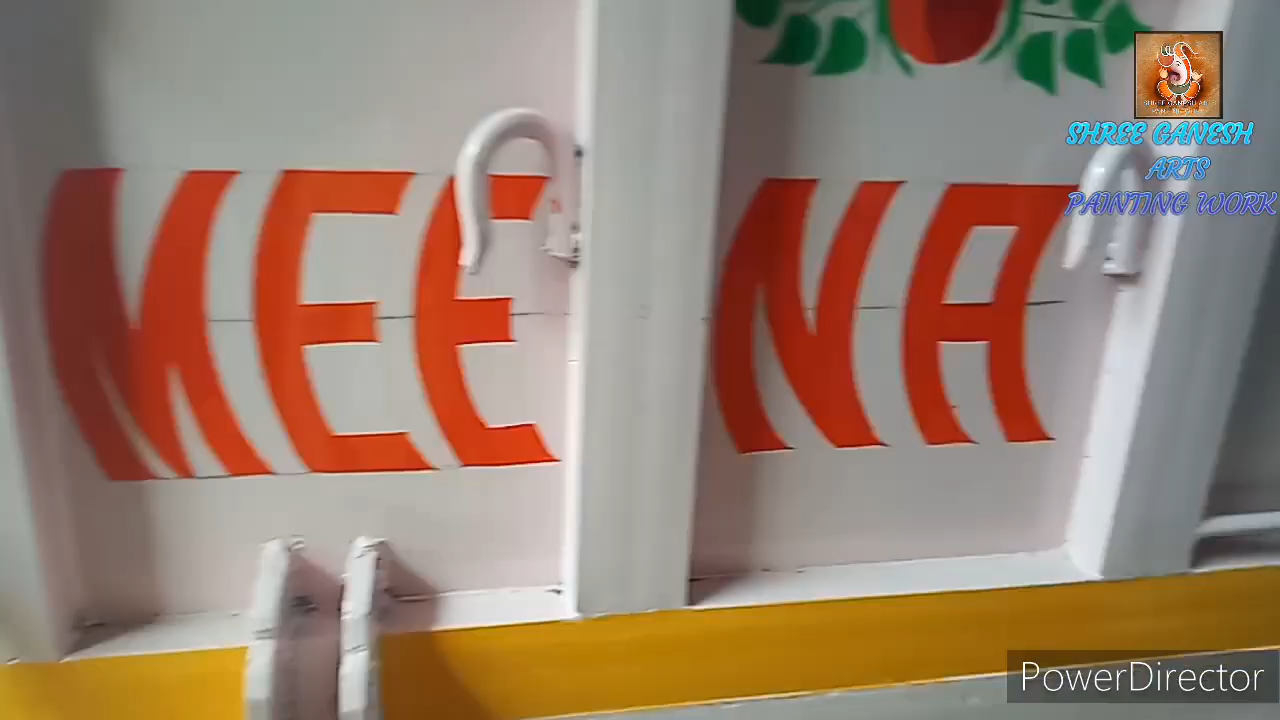 MEE NA
SHREE GANESH
ARTS
PAINTING WORK
PowerDirector